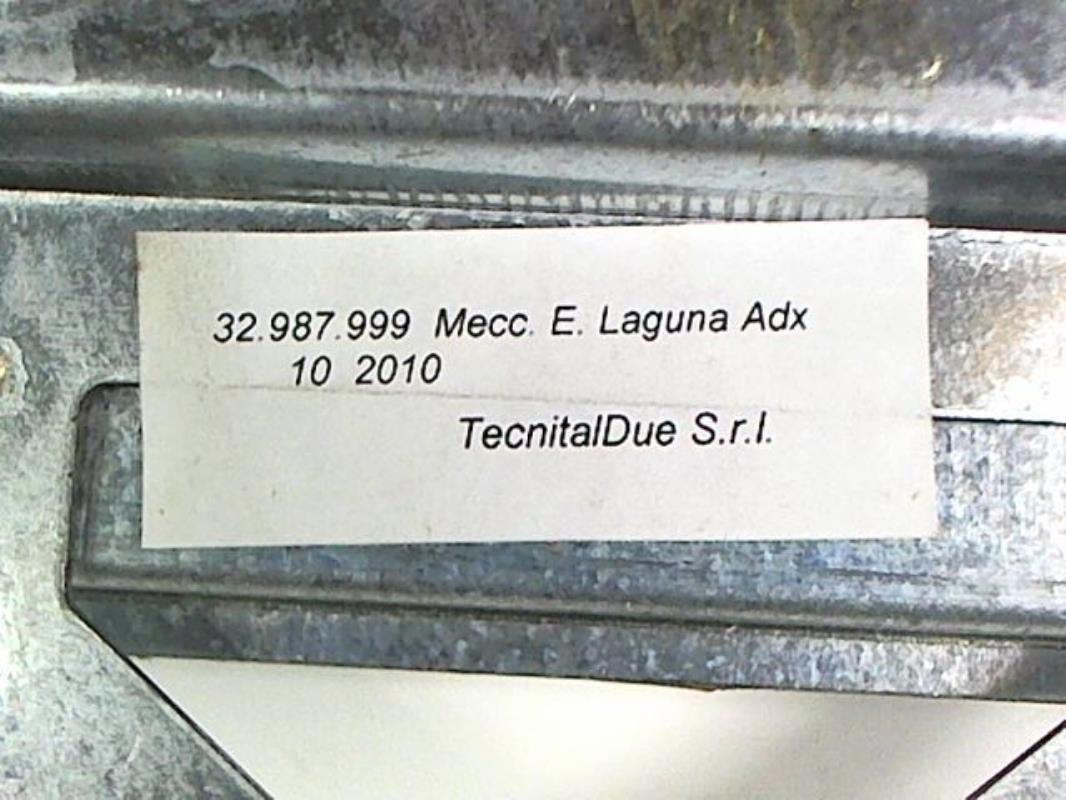 32.987.999 Mecc. E. Laguna Adx
10 2010
TecnitalDue S.r.l.